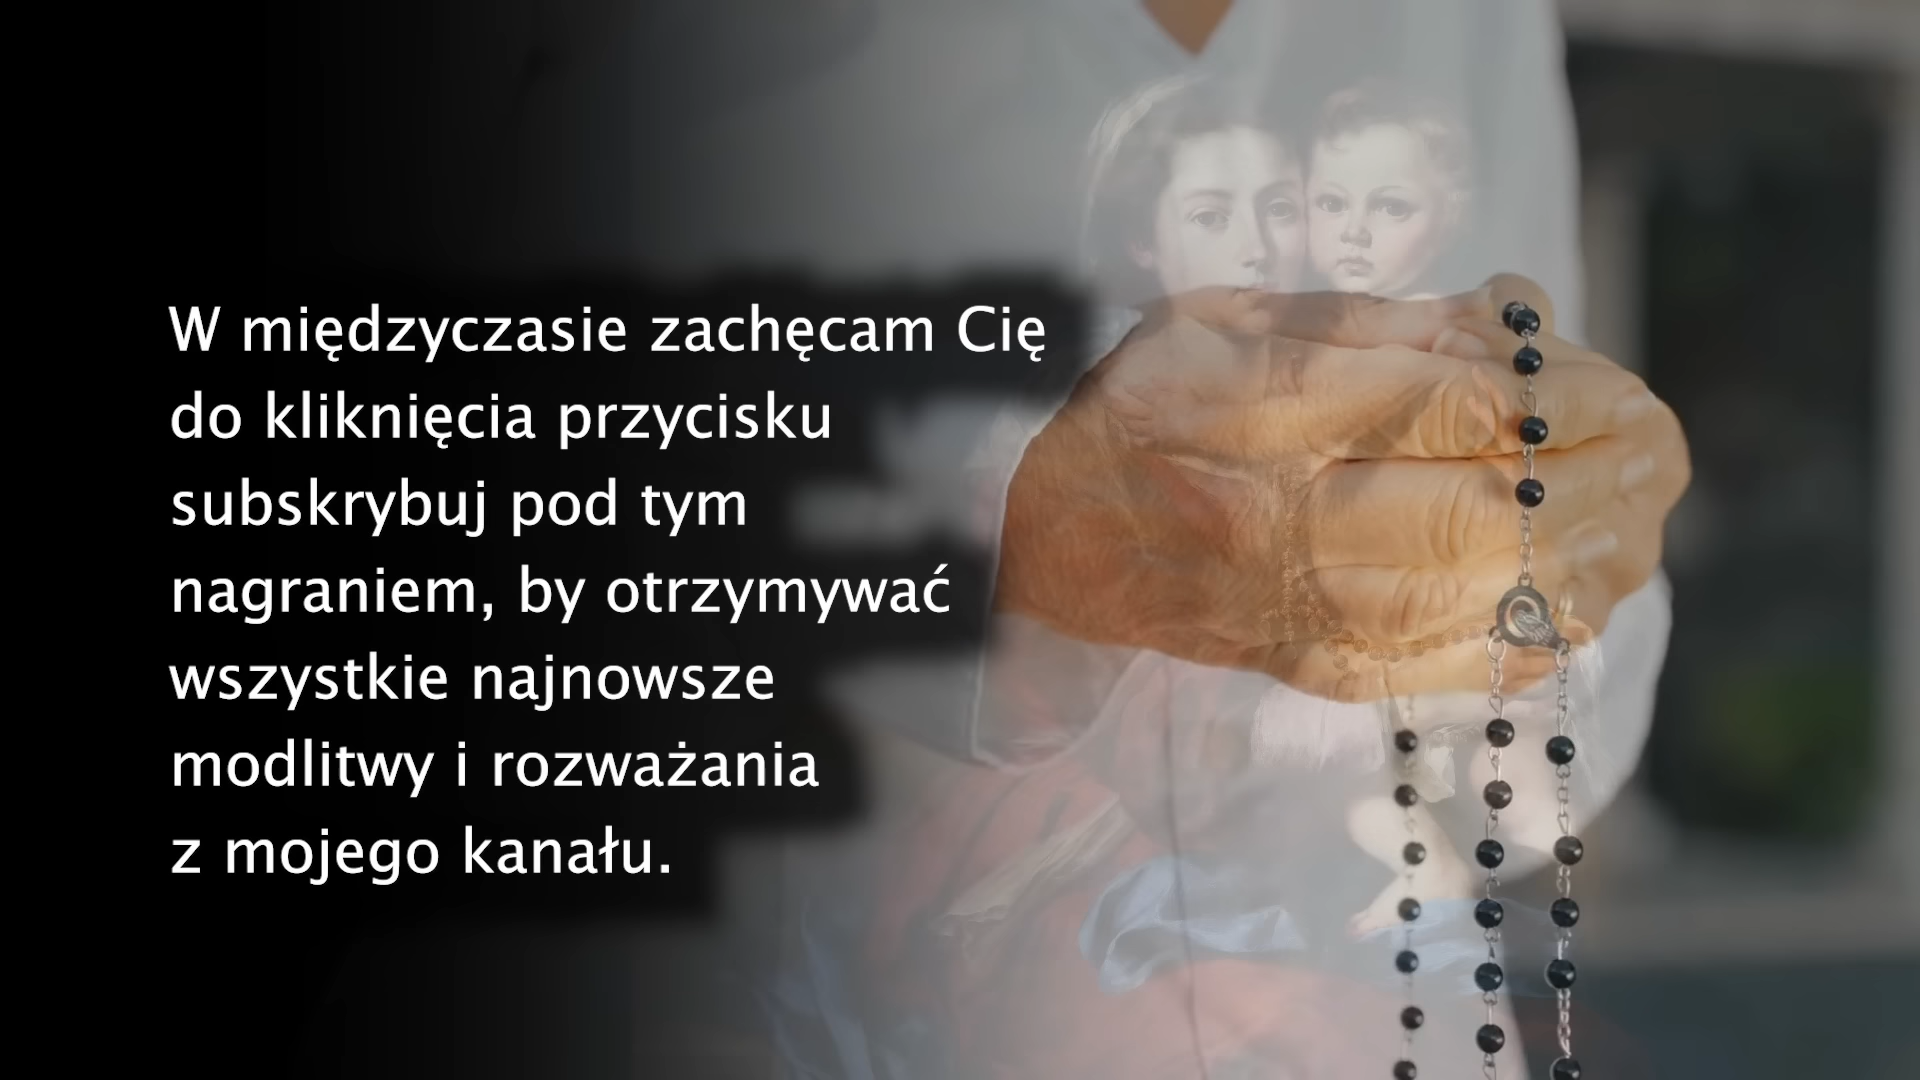 W międzyczasie zachęcam Cię
do kliknięcia przycisku
subskrybuj pod tym
nagraniem, by otrzymywać
wszystkie najnowsze
modlitwy i rozważania
z mojego kanału.